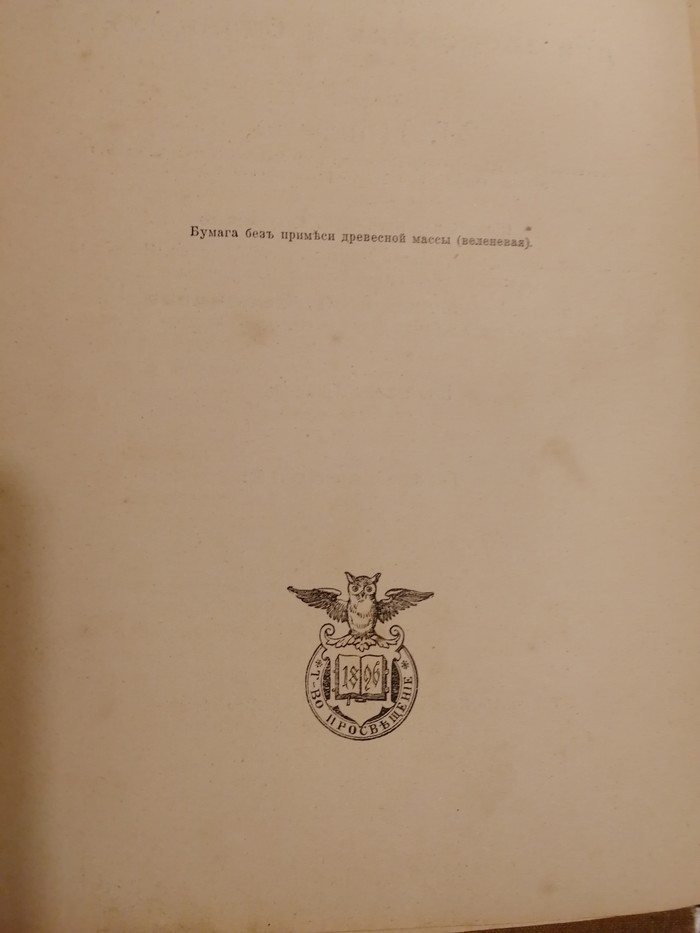 Бумага безъ примѣси древесной массы (веленевая).
1896
* Т-ВО ПРОСВѢЩЕНІЕ *